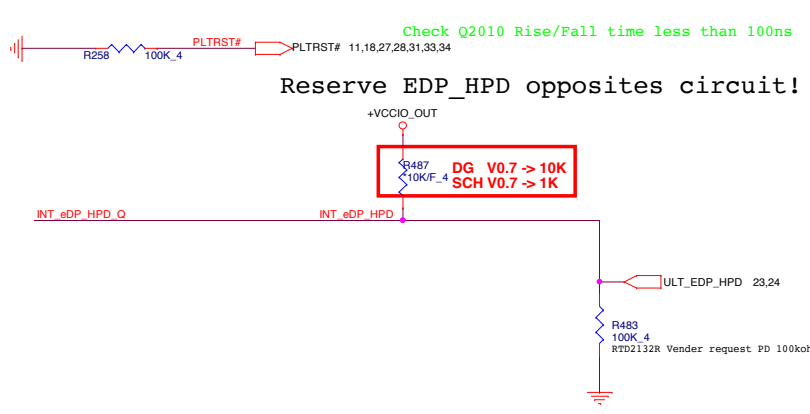 Check Q2010 Rise/Fall time less than 100ns
PLTRST#
PLTRST# 11,18,27,28,31,33,34
R258 100K_4
Reserve EDP_HPD opposites circuit!
+VCCIO_OUT
R487
*10K/F_4
DG V0.7 -> 10K
SCH V0.7 -> 1K
INT_eDP_HPD_Q
INT_eDP_HPD
ULT_EDP_HPD 23,24
R483
100K_4
RTD2132R Vender request PD 100koh